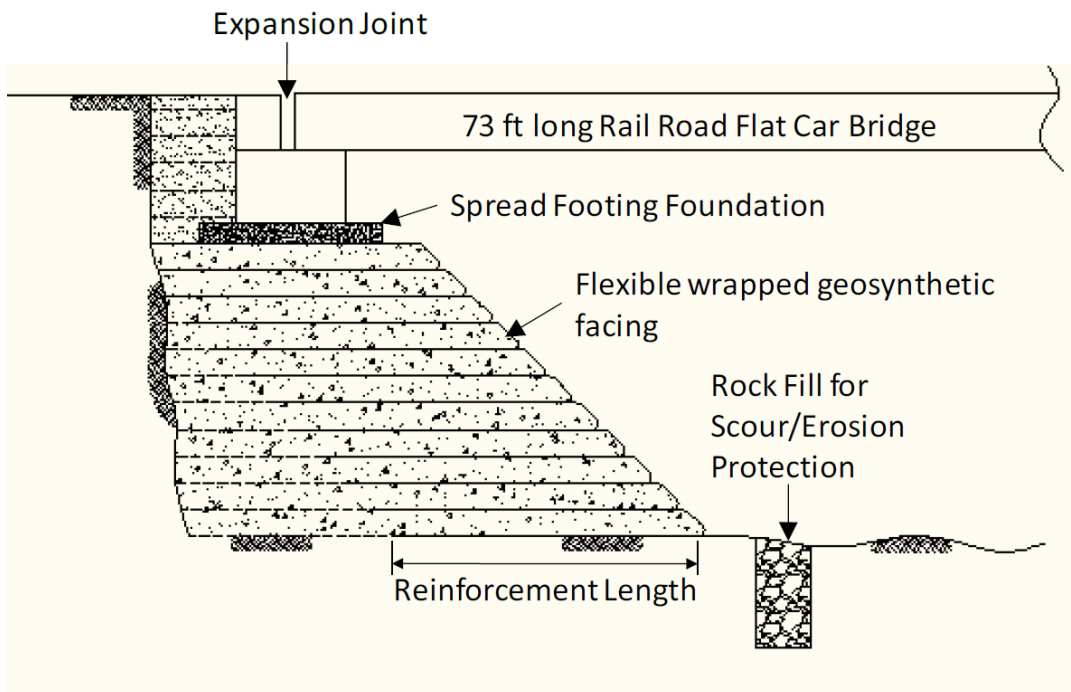 Expansion Joint
73 ft long Rail Road Flat Car Bridge
Spread Footing Foundation
Flexible wrapped geosynthetic
facing
Rock Fill for
Scour/Erosion
Protection
Reinforcement Length